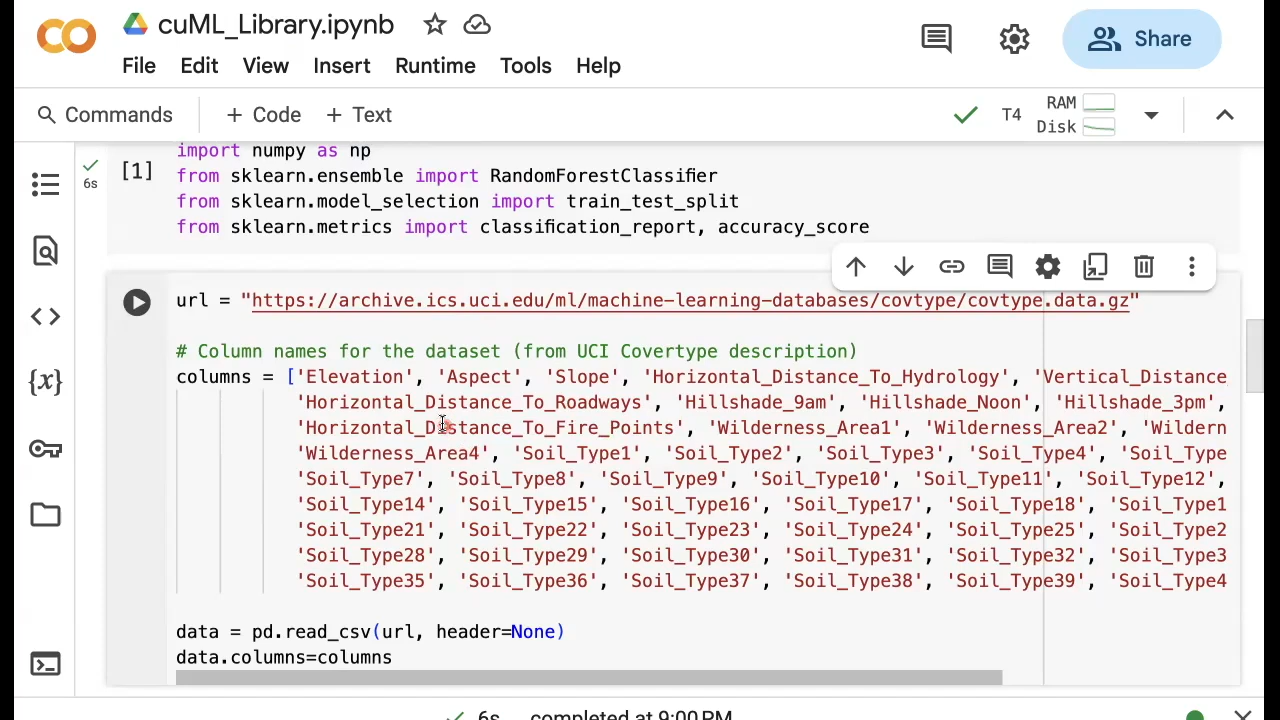 cuML_Library.ipynb
File Edit View Insert Runtime Tools Help
Share
Commands + Code + Text
T4 RAM
Disk
import numpy as np
[1]
6s
from sklearn.ensemble import RandomForestClassifier
from sklearn.model_selection import train_test_split
from sklearn.metrics import classification_report, accuracy_score
url = "https://archive.ics.uci.edu/ml/machine-learning-databases/covtype/covtype.data.gz"
# Column names for the dataset (from UCI Covertype description)
columns = ['Elevation', 'Aspect', 'Slope', 'Horizontal_Distance_To_Hydrology', 'Vertical_Distance
'Horizontal_Distance_To_Roadways', 'Hillshade_9am', 'Hillshade_Noon', 'Hillshade_3pm',
'Horizontal_Distance_To_Fire_Points', 'Wilderness_Area1', 'Wilderness_Area2', 'Wildern
'Wilderness_Area4', 'Soil_Type1', 'Soil_Type2', 'Soil_Type3', 'Soil_Type4', 'Soil_Type
'Soil_Type7', 'Soil_Type8', 'Soil_Type9', 'Soil_Type10', 'Soil_Type11', 'Soil_Type12',
'Soil_Type14', 'Soil_Type15', 'Soil_Type16', 'Soil_Type17', 'Soil_Type18', 'Soil_Type1
'Soil_Type21', 'Soil_Type22', 'Soil_Type23', 'Soil_Type24', 'Soil_Type25', 'Soil_Type2
'Soil_Type28', 'Soil_Type29', 'Soil_Type30', 'Soil_Type31', 'Soil_Type32', 'Soil_Type3
'Soil_Type35', 'Soil_Type36', 'Soil_Type37', 'Soil_Type38', 'Soil_Type39', 'Soil_Type4
data = pd.read_csv(url, header=None)
data.columns=columns
6s completed at 9:00 PM